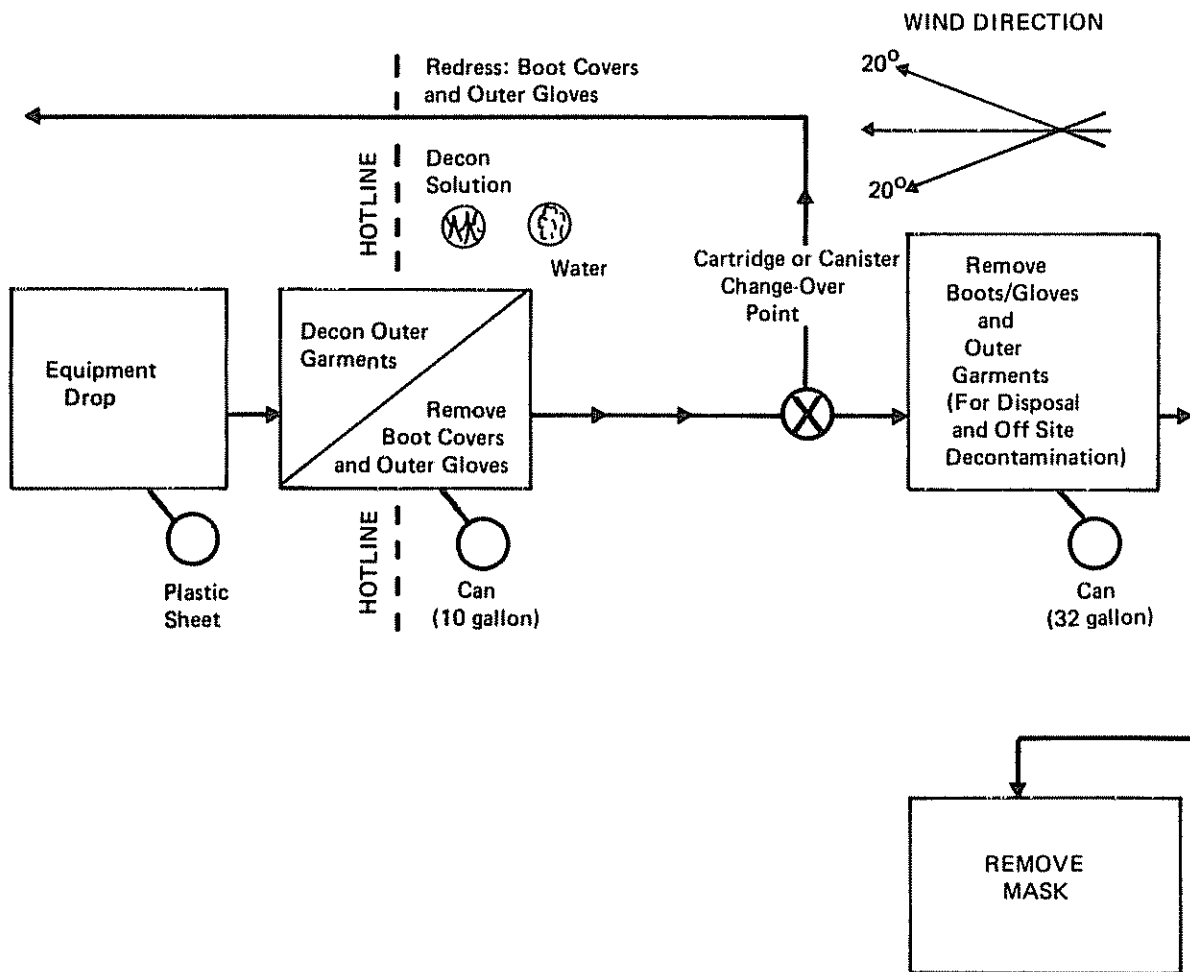 WIND DIRECTION
20°
20°
Redress: Boot Covers
and Outer Gloves
HOTLINE
Decon
Solution
Water
Cartridge or Canister
Change-Over
Point
Equipment
Drop
Decon Outer
Garments
Remove
Boot Covers
and Outer Gloves
X
Remove
Boots/Gloves
and
Outer
Garments
(For Disposal
and Off Site
Decontamination)
Plastic
Sheet
HOTLINE
Can
(10 gallon)
Can
(32 gallon)
REMOVE
MASK